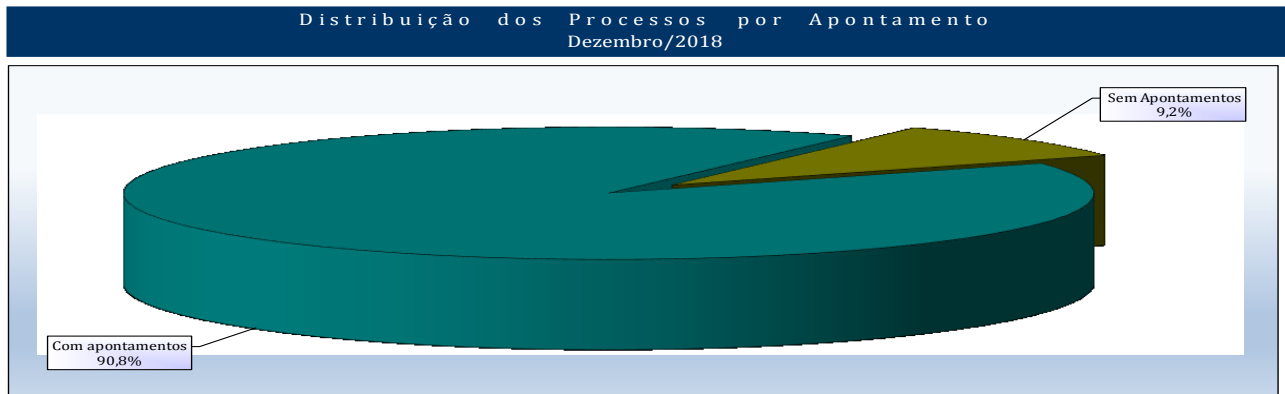 Distribuição dos Processos por Apontamento
Dezembro/2018
Sem Apontamentos
9,2%
Com apontamentos
90,8%